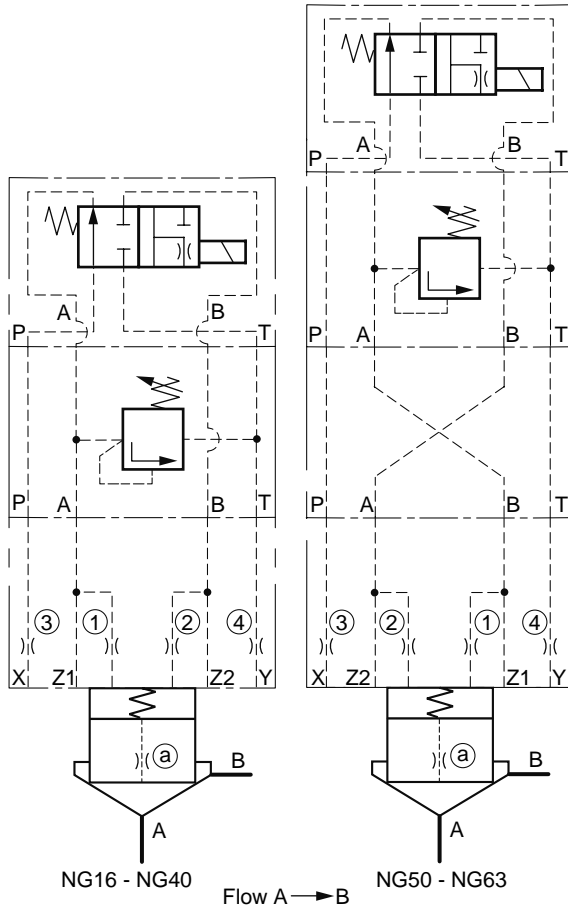 A B
P T
A B
P T
P A B T
A B
P T
P A B T
③ ① ② ④
③ ② ① ④
X Z1 Z2 Y
X Z2 Z1 Y
ⓐ
B
A
ⓐ
B
A
NG16 - NG40
NG50 - NG63
Flow A B